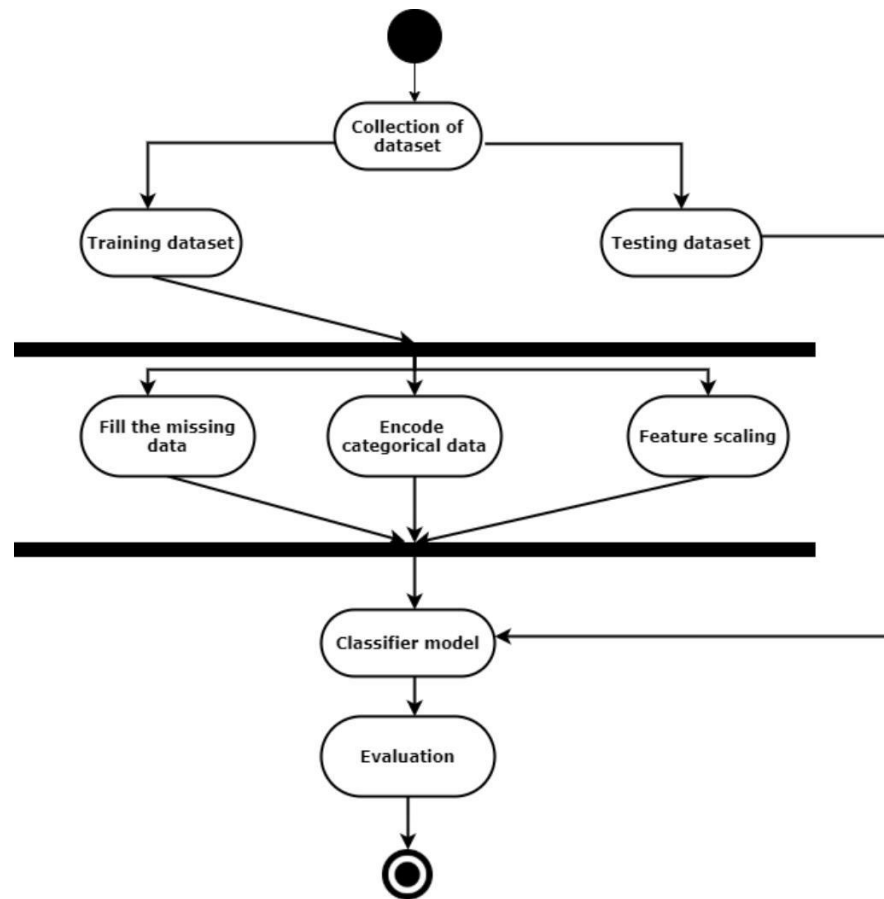 Collection of
dataset
Training dataset
Testing dataset
Fill the missing
data
Encode
categorical data
Feature scaling
Classifier model
Evaluation